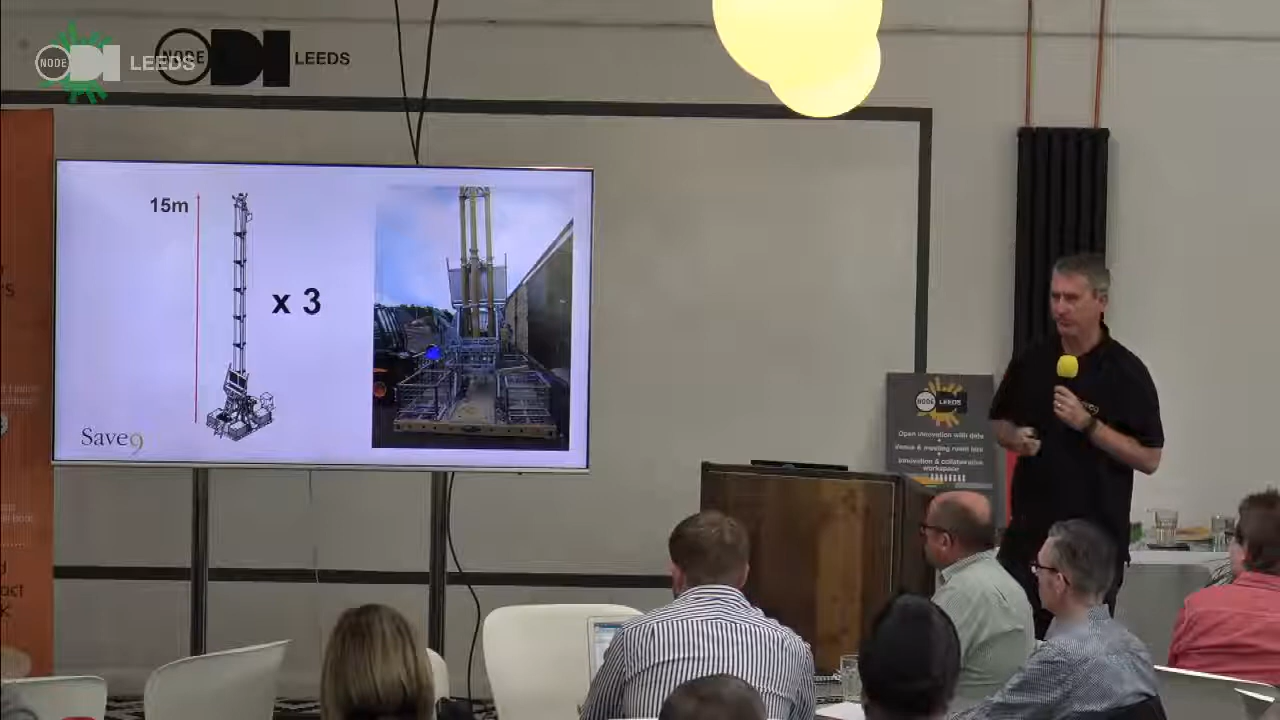 NODE
LEEDS
NODE
ODI
LEEDS
15m
x 3
Save9
NODE
LEEDS
Open innovation with data
+
Venue & meeting room hire
+
Innovation & collaborative
workspace